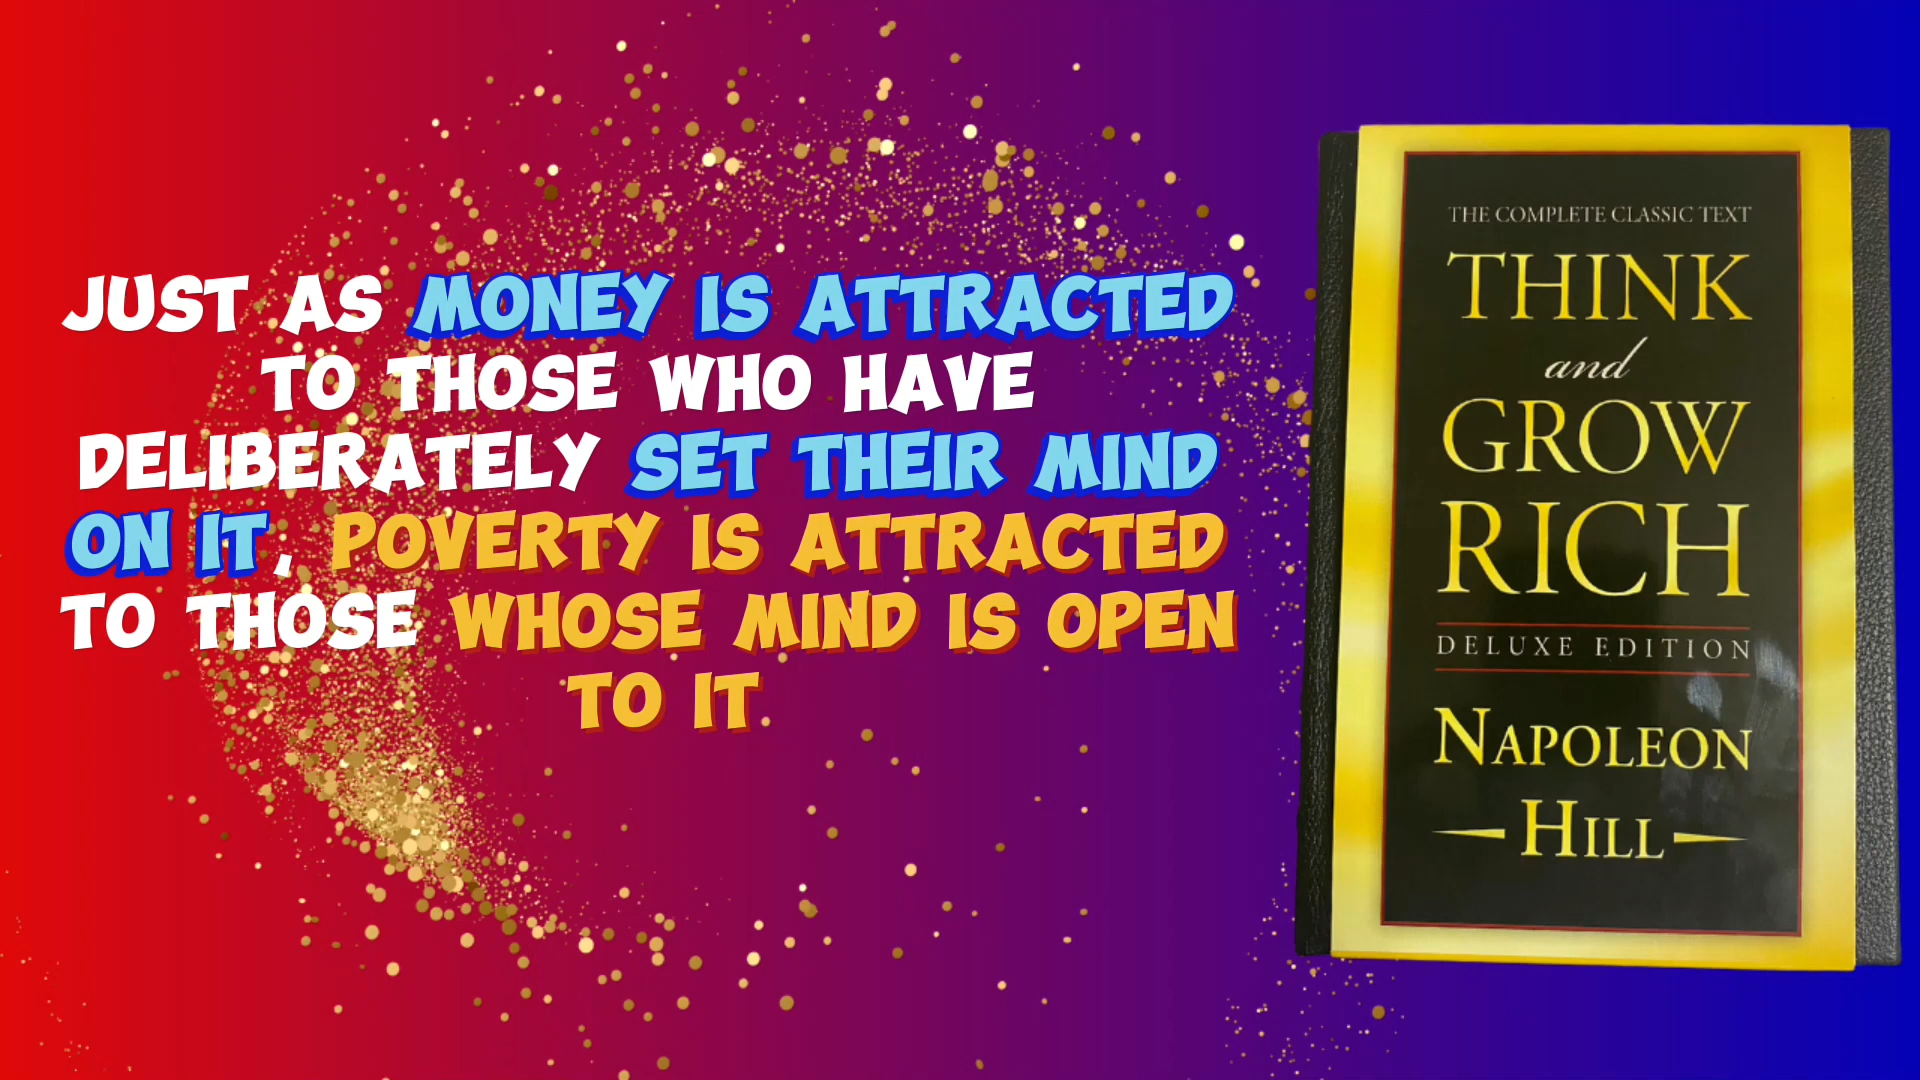 JUST AS MONEY IS ATTRACTED
TO THOSE WHO HAVE
DELIBERATELY SET THEIR MIND
ON IT, POVERTY IS ATTRACTED
TO THOSE WHOSE MIND IS OPEN
TO IT.
THE COMPLETE CLASSIC TEXT
THINK
and
GROW
RICH
DELUXE EDITION
NAPOLEON
HILL